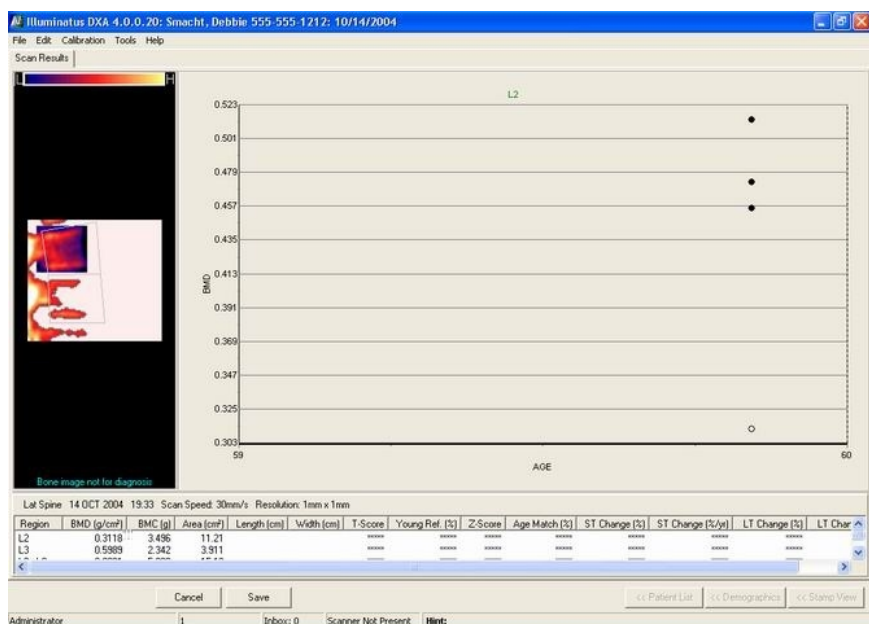 Illuminatus DXA 4.0.0.20: Smacht, Debbie 555-555-1212: 10/14/2004
File Edit Calibration Tools Help
Scan Results
L H
L2
0.523
0.501
0.479
0.457
0.435
0.413
0.391
0.369
0.347
0.325
0.303
BMD
59 60
AGE
Bone image not for diagnosis
Lat Spine 14 OCT 2004 19:33 Scan Speed: 30mm/s Resolution: 1mm x 1mm
Region BMD (g/cm²) BMC (g) Area (cm²) Length (cm) Width (cm) T-Score Young Ref. (%) Z-Score Age Match (%) ST Change (%) ST Change (%/yr) LT Change (%) LT Char
L2 0.3118 3.496 11.21 ***** ***** ***** ***** ***** ***** *****
L3 0.5989 2.342 3.911 ***** ***** ***** ***** ***** ***** *****
Cancel Save << Patient List << Demographics << Stamp View
Administrator 1 Inbox: 0 Scanner Not Present Hint: